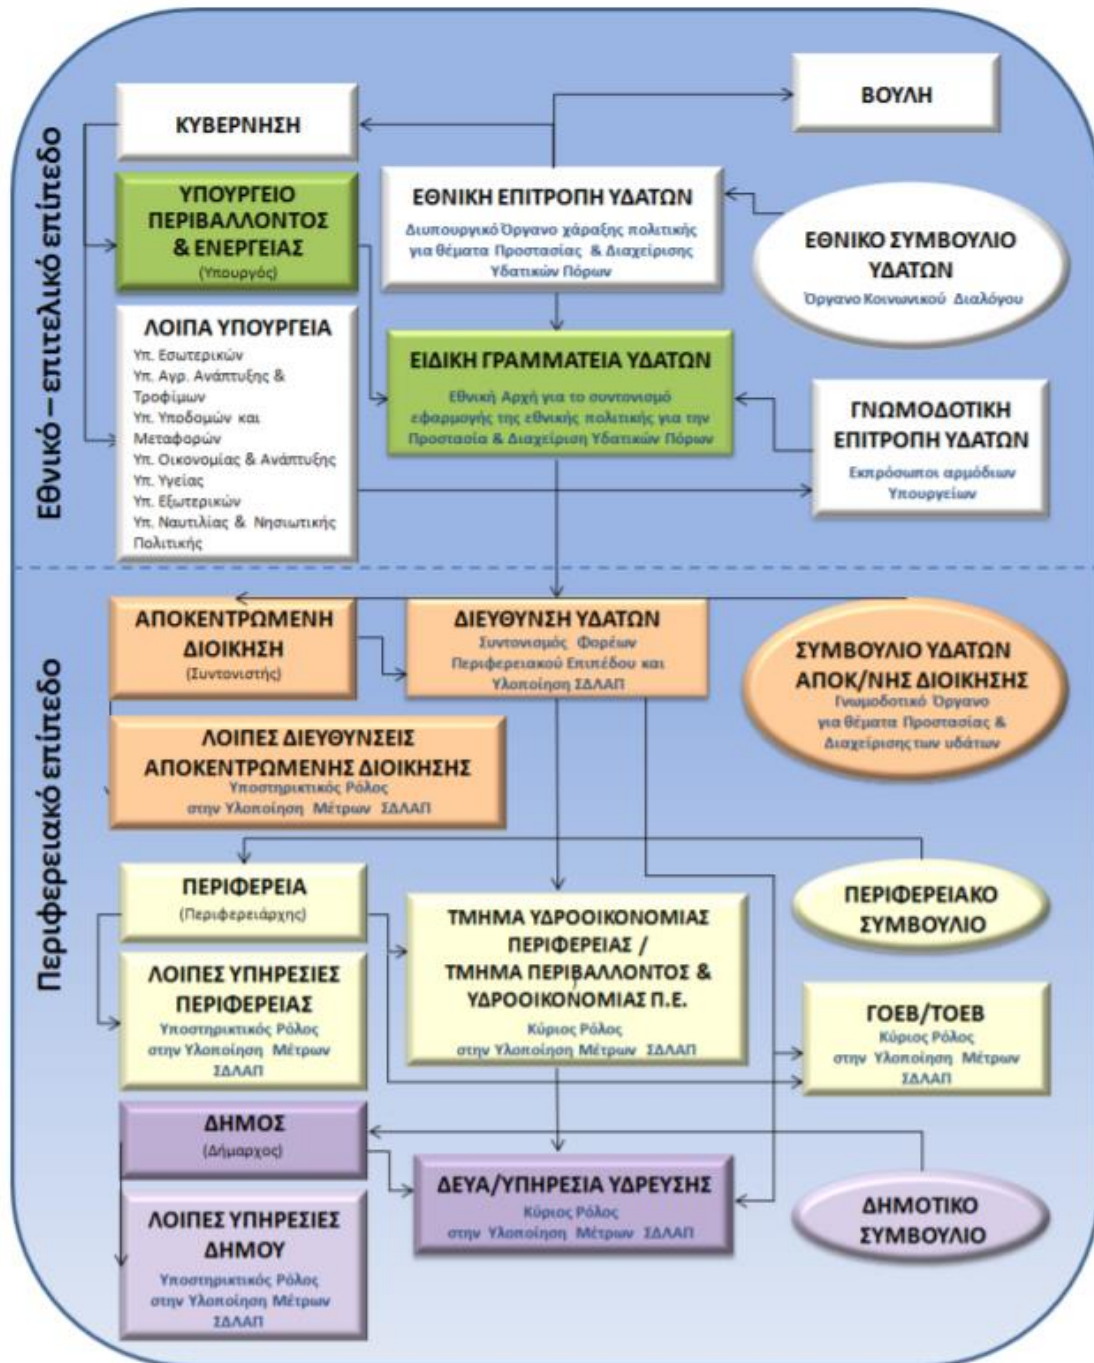 Εθνικό – επιτελικό επίπεδο
ΒΟΥΛΗ
ΚΥΒΕΡΝΗΣΗ
ΥΠΟΥΡΓΕΙΟ
ΠΕΡΙΒΑΛΛΟΝΤΟΣ
& ΕΝΕΡΓΕΙΑΣ
(Υπουργός)
ΕΘΝΙΚΗ ΕΠΙΤΡΟΠΗ ΥΔΑΤΩΝ
Διυπουργικό Όργανο χάραξης πολιτικής
για θέματα Προστασίας & Διαχείρισης
Υδατικών Πόρων
ΕΘΝΙΚΟ ΣΥΜΒΟΥΛΙΟ
ΥΔΑΤΩΝ
Όργανο Κοινωνικού Διαλόγου
ΛΟΙΠΑ ΥΠΟΥΡΓΕΙΑ
Υπ. Εσωτερικών
Υπ. Αγρ. Ανάπτυξης &
Τροφίμων
Υπ. Υποδομών και
Μεταφορών
Υπ. Οικονομίας & Ανάπτυξης
Υπ. Υγείας
Υπ. Εξωτερικών
Υπ. Ναυτιλίας & Νησιωτικής
Πολιτικής
ΕΙΔΙΚΗ ΓΡΑΜΜΑΤΕΙΑ ΥΔΑΤΩΝ
Εθνική Αρχή για το συντονισμό
εφαρμογής της εθνικής πολιτικής για την
Προστασία & Διαχείριση Υδατικών Πόρων
ΓΝΩΜΟΔΟΤΙΚΗ
ΕΠΙΤΡΟΠΗ ΥΔΑΤΩΝ
Εκπρόσωποι αρμόδιων
Υπουργείων
Περιφερειακό επίπεδο
ΑΠΟΚΕΝΤΡΩΜΕΝΗ
ΔΙΟΙΚΗΣΗ
(Συντονιστής)
ΔΙΕΥΘΥΝΣΗ ΥΔΑΤΩΝ
Συντονισμός Φορέων
Περιφερειακού Επιπέδου και
Υλοποίηση ΣΔΛΑΠ
ΣΥΜΒΟΥΛΙΟ ΥΔΑΤΩΝ
ΑΠΟΚ/ΝΗΣ ΔΙΟΙΚΗΣΗΣ
Γνωμοδοτικό Όργανο
για θέματα Προστασίας &
Διαχείρισης των υδάτων
ΛΟΙΠΕΣ ΔΙΕΥΘΥΝΣΕΙΣ
ΑΠΟΚΕΝΤΡΩΜΕΝΗΣ ΔΙΟΙΚΗΣΗΣ
Υποστηρικτικός Ρόλος
στην Υλοποίηση Μέτρων ΣΔΛΑΠ
ΠΕΡΙΦΕΡΕΙΑ
(Περιφερειάρχης)
ΤΜΗΜΑ ΥΔΡΟΟΙΚΟΝΟΜΙΑΣ
ΠΕΡΙΦΕΡΕΙΑΣ /
ΤΜΗΜΑ ΠΕΡΙΒΑΛΛΟΝΤΟΣ &
ΥΔΡΟΟΙΚΟΝΟΜΙΑΣ Π.Ε.
Κύριος Ρόλος
στην Υλοποίηση Μέτρων ΣΔΛΑΠ
ΠΕΡΙΦΕΡΕΙΑΚΟ
ΣΥΜΒΟΥΛΙΟ
ΛΟΙΠΕΣ ΥΠΗΡΕΣΙΕΣ
ΠΕΡΙΦΕΡΕΙΑΣ
Υποστηρικτικός Ρόλος
στην Υλοποίηση Μέτρων
ΣΔΛΑΠ
ΓΟΕΒ/ΤΟΕΒ
Κύριος Ρόλος
στην Υλοποίηση Μέτρων
ΣΔΛΑΠ
ΔΗΜΟΣ
(Δήμαρχος)
ΔΕΥΑ/ΥΠΗΡΕΣΙΑ ΥΔΡΕΥΣΗΣ
Κύριος Ρόλος
στην Υλοποίηση Μέτρων ΣΔΛΑΠ
ΔΗΜΟΤΙΚΟ
ΣΥΜΒΟΥΛΙΟ
ΛΟΙΠΕΣ ΥΠΗΡΕΣΙΕΣ
ΔΗΜΟΥ
Υποστηρικτικός Ρόλος
στην Υλοποίηση Μέτρων
ΣΔΛΑΠ